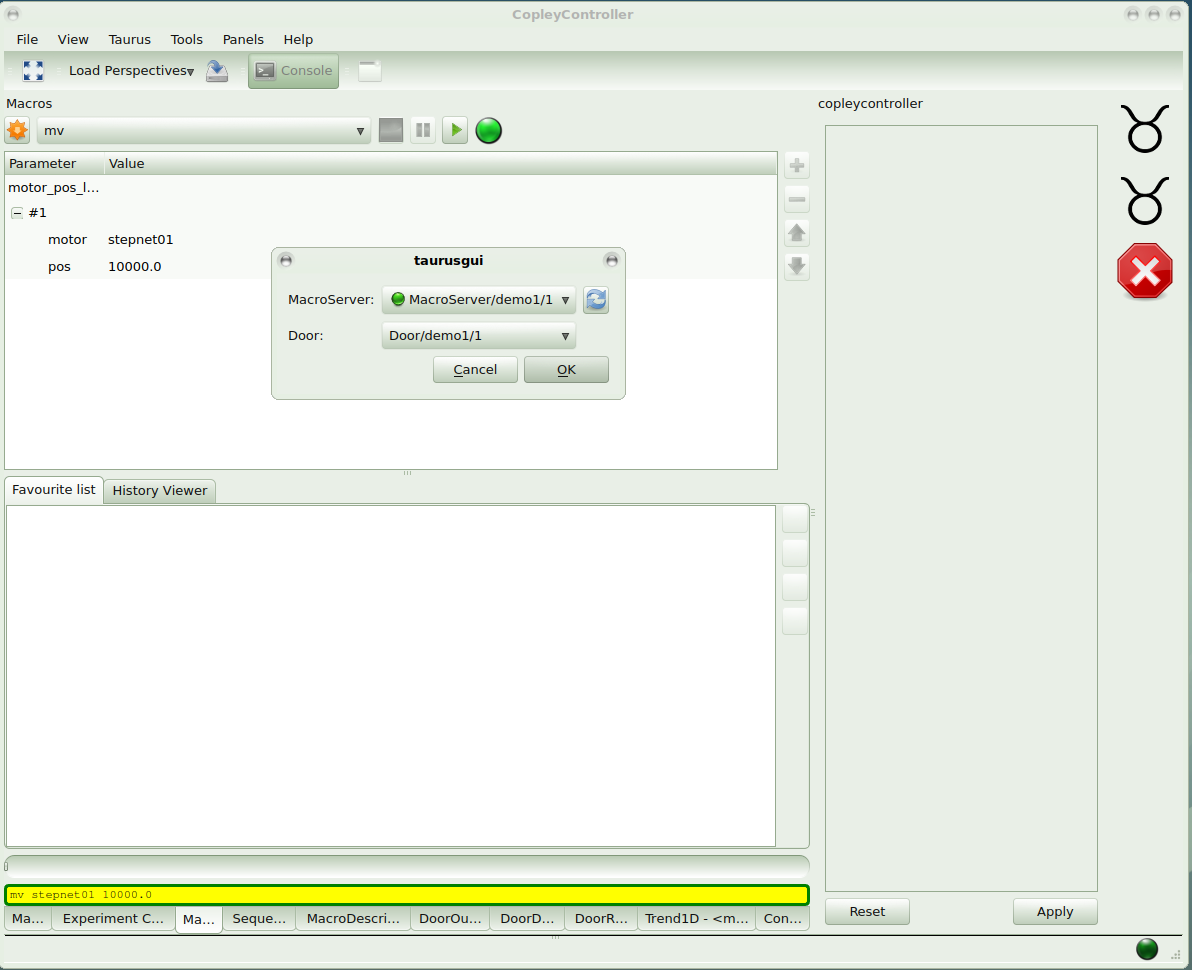 CopleyController
File View Taurus Tools Panels Help
Load Perspectives Console
Macros
copleycontroller
mv
Parameter Value
motor_pos_l...
#1
motor stepnet01
pos 10000.0
taurusgui
MacroServer: MacroServer/demo1/1
Door: Door/demo1/1
Cancel OK
Favourite list History Viewer
mv stepnet01 10000.0
Ma... Experiment C... Ma... Seque... MacroDescri... DoorOu... DoorD... DoorR... Trend1D - <m... Con...
Reset Apply